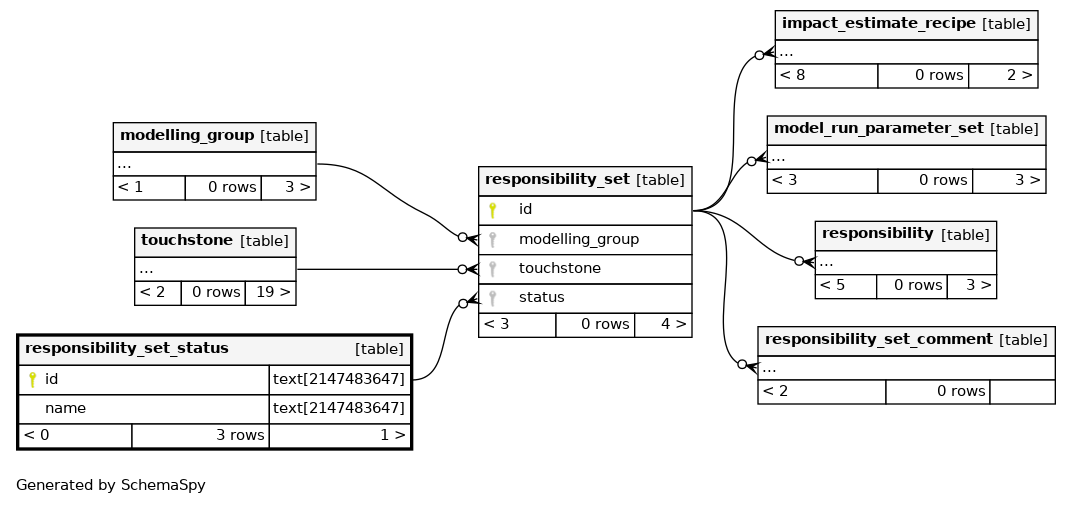 impact_estimate_recipe [table]
...
< 8 0 rows 2 >
modelling_group [table]
...
< 1 0 rows 3 >
model_run_parameter_set [table]
...
< 3 0 rows 3 >
responsibility_set [table]
id
modelling_group
touchstone
status
< 3 0 rows 4 >
touchstone [table]
...
< 2 0 rows 19 >
responsibility [table]
...
< 5 0 rows 3 >
responsibility_set_status [table]
id text[2147483647]
name text[2147483647]
< 0 3 rows 1 >
responsibility_set_comment [table]
...
< 2 0 rows
Generated by SchemaSpy